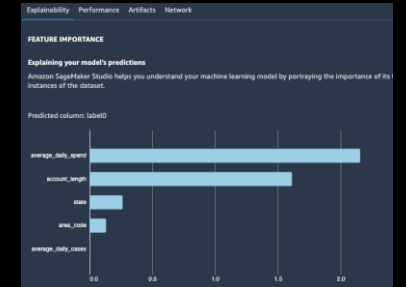 Explainability Performance Artifacts Network
FEATURE IMPORTANCE
Explaining your model's predictions
Amazon SageMaker Studio helps you understand your machine learning model by portraying the importance of its
instances of the dataset.
Predicted column: label0
average_daily_spend
account_length
state
area_code
average_daily_cases
0.0 0.5 1.0 1.5 2.0